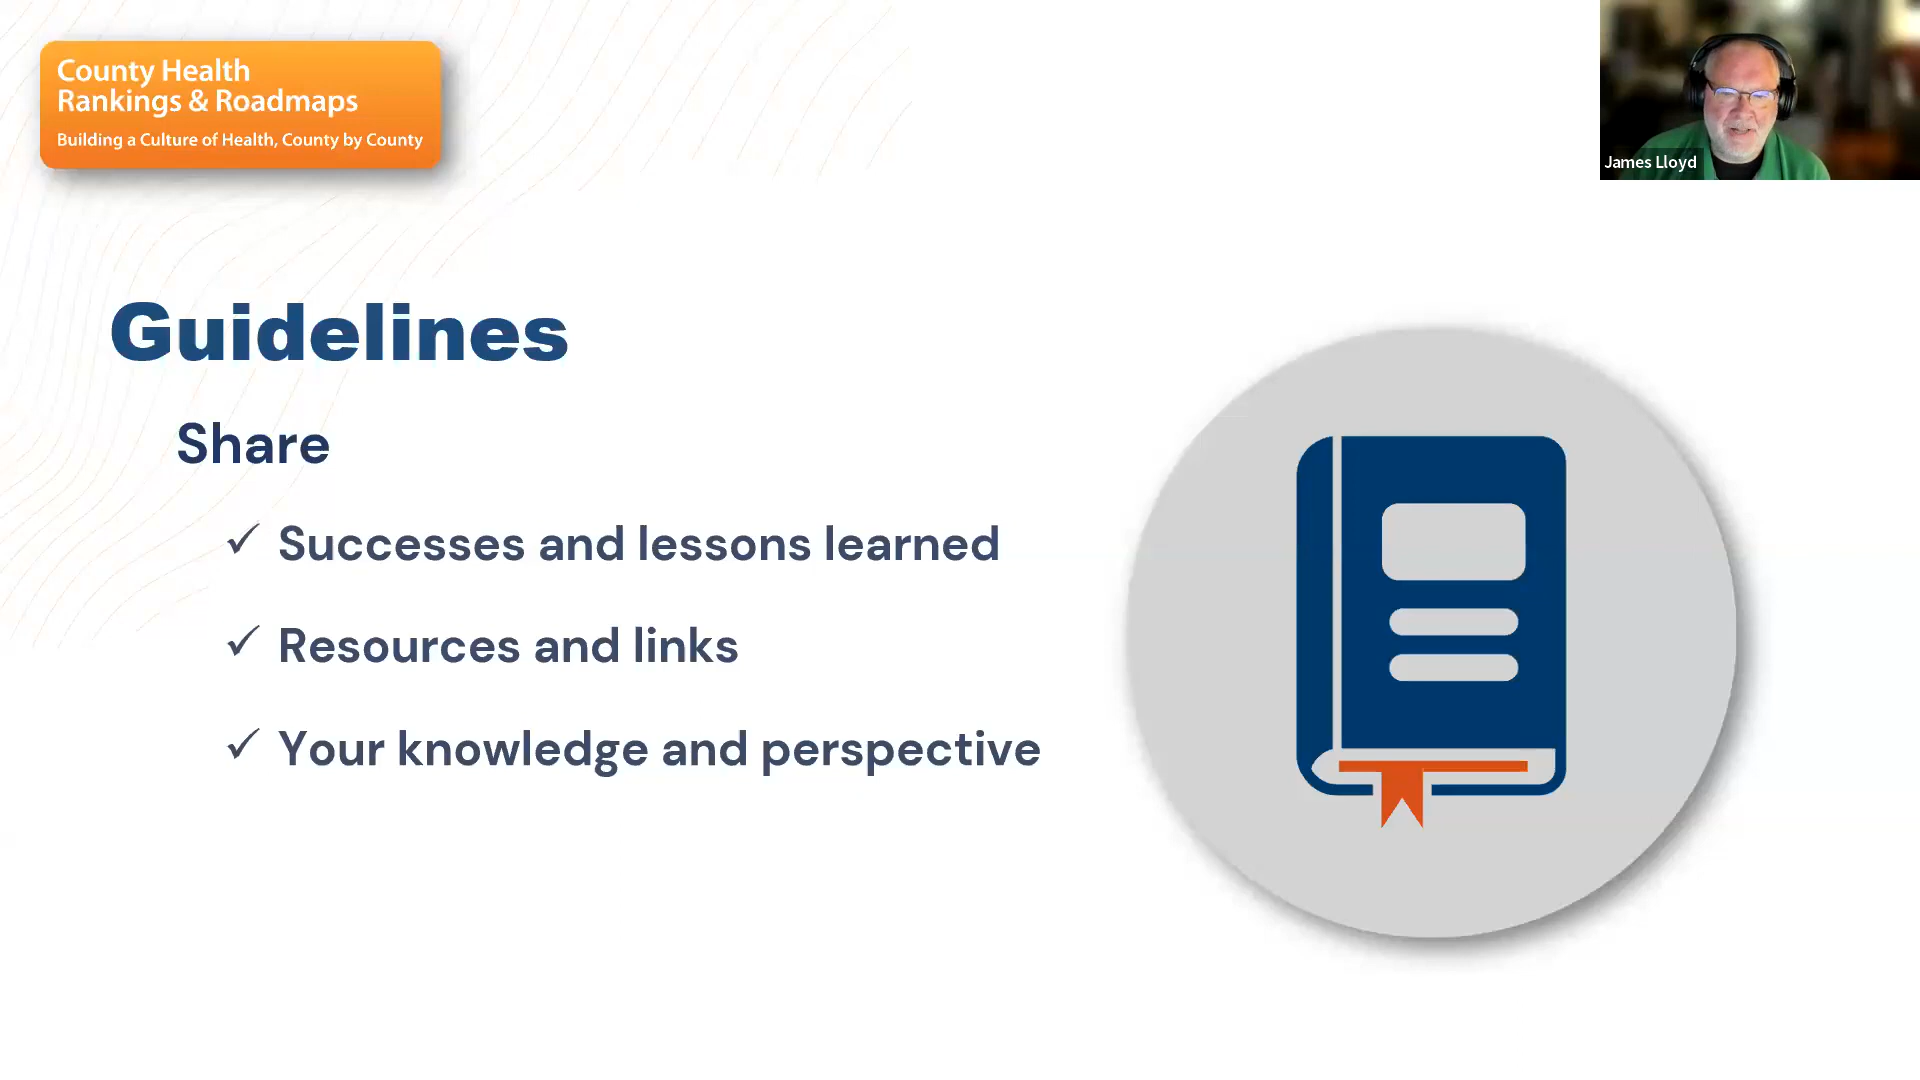 County Health
Rankings & Roadmaps
Building a Culture of Health, County by County
James Lloyd
Guidelines
Share
✓ Successes and lessons learned
✓ Resources and links
✓ Your knowledge and perspective